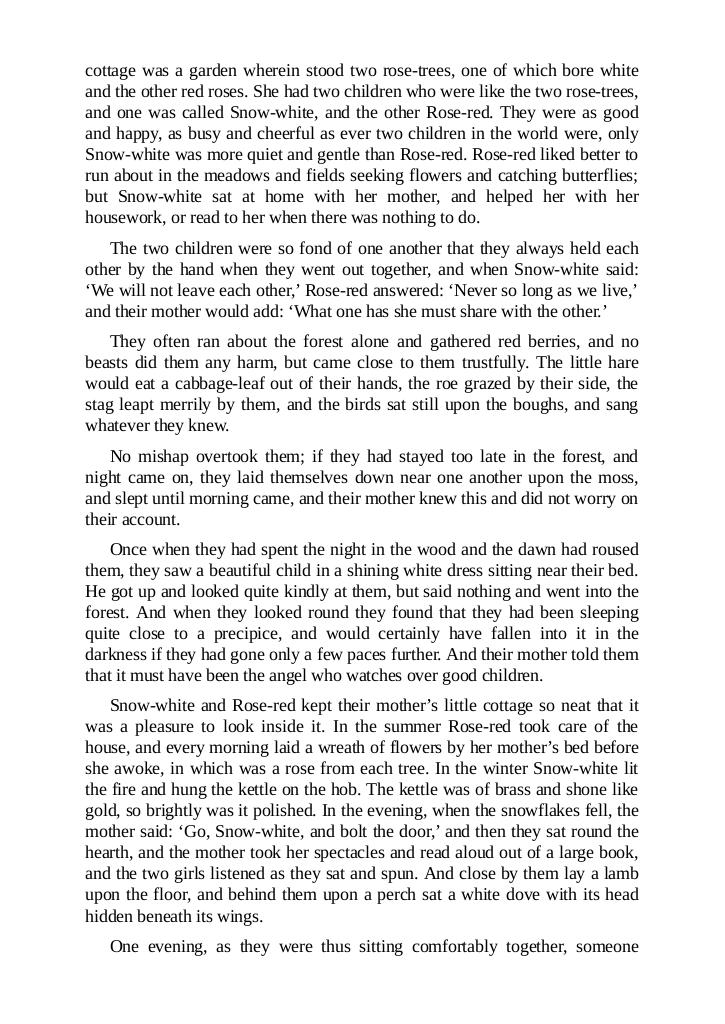 cottage was a garden wherein stood two rose-trees, one of which bore white
and the other red roses. She had two children who were like the two rose-trees,
and one was called Snow-white, and the other Rose-red. They were as good
and happy, as busy and cheerful as ever two children in the world were, only
Snow-white was more quiet and gentle than Rose-red. Rose-red liked better to
run about in the meadows and fields seeking flowers and catching butterflies;
but Snow-white sat at home with her mother, and helped her with her
housework, or read to her when there was nothing to do.
The two children were so fond of one another that they always held each
other by the hand when they went out together, and when Snow-white said:
‘We will not leave each other,’ Rose-red answered: ‘Never so long as we live,’
and their mother would add: ‘What one has she must share with the other.’
They often ran about the forest alone and gathered red berries, and no
beasts did them any harm, but came close to them trustfully. The little hare
would eat a cabbage-leaf out of their hands, the roe grazed by their side, the
stag leapt merrily by them, and the birds sat still upon the boughs, and sang
whatever they knew.
No mishap overtook them; if they had stayed too late in the forest, and
night came on, they laid themselves down near one another upon the moss,
and slept until morning came, and their mother knew this and did not worry on
their account.
Once when they had spent the night in the wood and the dawn had roused
them, they saw a beautiful child in a shining white dress sitting near their bed.
He got up and looked quite kindly at them, but said nothing and went into the
forest. And when they looked round they found that they had been sleeping
quite close to a precipice, and would certainly have fallen into it in the
darkness if they had gone only a few paces further. And their mother told them
that it must have been the angel who watches over good children.
Snow-white and Rose-red kept their mother’s little cottage so neat that it
was a pleasure to look inside it. In the summer Rose-red took care of the
house, and every morning laid a wreath of flowers by her mother’s bed before
she awoke, in which was a rose from each tree. In the winter Snow-white lit
the fire and hung the kettle on the hob. The kettle was of brass and shone like
gold, so brightly was it polished. In the evening, when the snowflakes fell, the
mother said: ‘Go, Snow-white, and bolt the door,’ and then they sat round the
hearth, and the mother took her spectacles and read aloud out of a large book,
and the two girls listened as they sat and spun. And close by them lay a lamb
upon the floor, and behind them upon a perch sat a white dove with its head
hidden beneath its wings.
One evening, as they were thus sitting comfortably together, someone